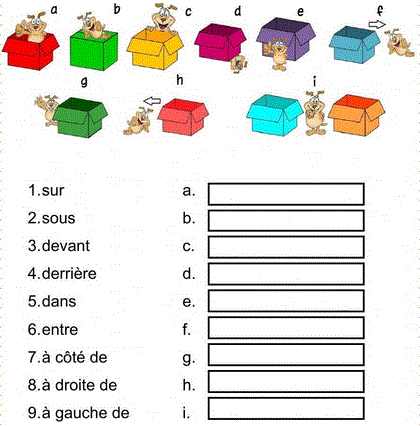 a b c d e f
g h i
1.sur a.
2.sous b.
3.devant c.
4.derrière d.
5.dans e.
6.entre f.
7.à côté de g.
8.à droite de h.
9.à gauche de i.